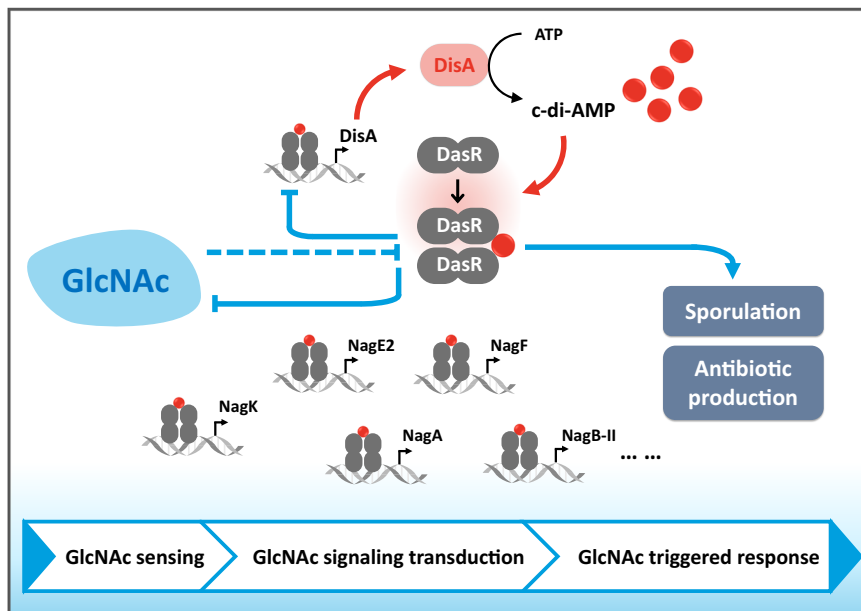 ATP
DisA
c-di-AMP
DisA
DasR
DasR
DasR
GlcNAc
Sporulation
Antibiotic
production
NagE2
NagF
NagK
NagA
NagB-II
... ...
GlcNAc sensing
GlcNAc signaling transduction
GlcNAc triggered response